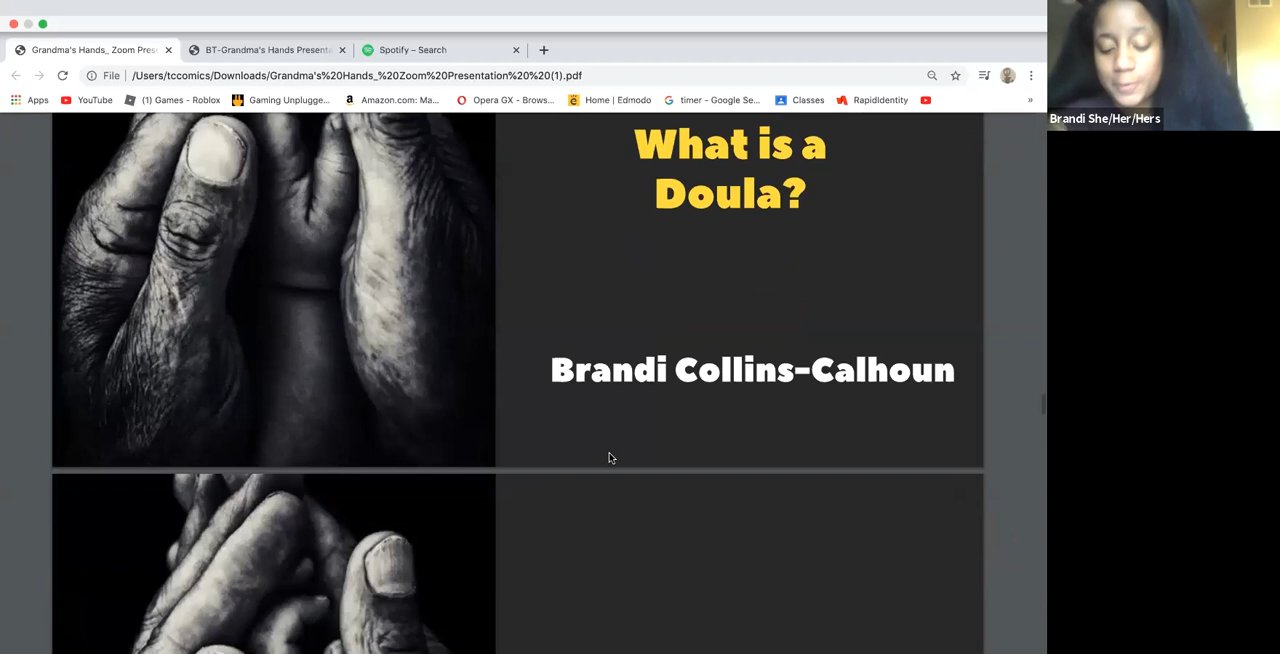 Grandma's Hands_ Zoom Pres
BT-Grandma's Hands Presenta
Spotify – Search
File
/Users/tccomics/Downloads/Grandma's%20Hands_%20Zoom%20Presentation%20%20(1).pdf
Apps
YouTube
(1) Games - Roblox
Gaming Unplugge...
Amazon.com: Ma...
Opera GX - Brows...
Home | Edmodo
timer - Google Se...
Classes
RapidIdentity
»
What is a
Doula?
Brandi Collins-Calhoun
Brandi She/Her/Hers